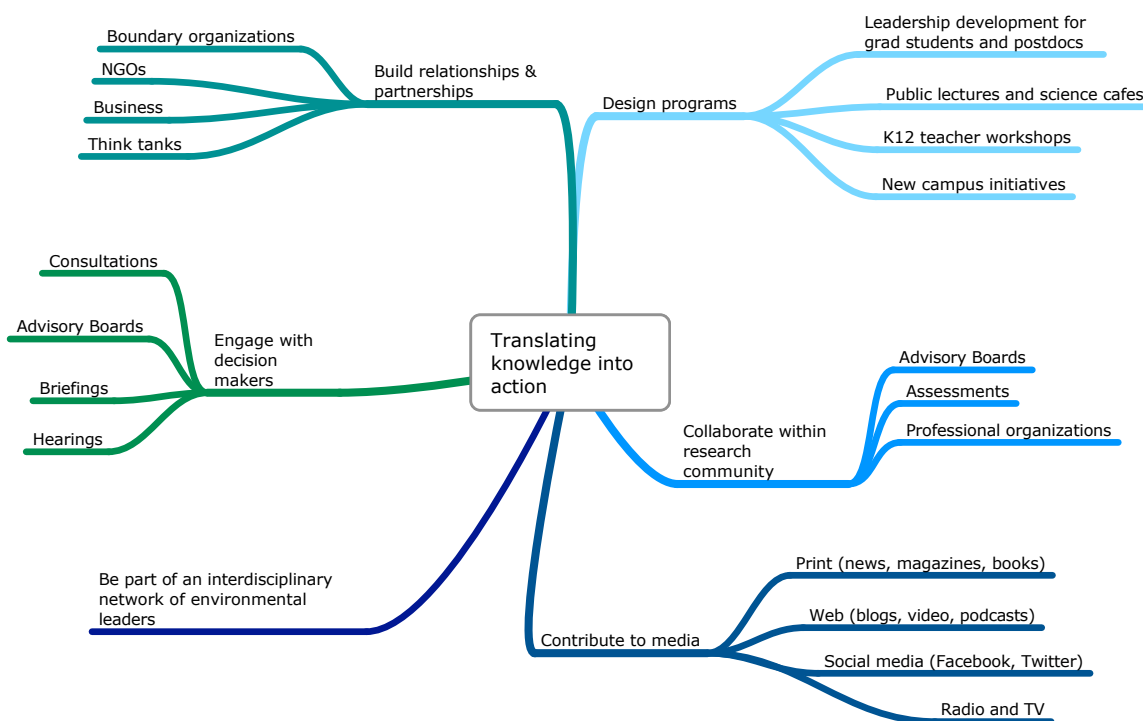 Boundary organizations
NGOs
Business
Think tanks
Build relationships &
partnerships
Design programs
Leadership development for
grad students and postdocs
Public lectures and science cafes
K12 teacher workshops
New campus initiatives
Consultations
Advisory Boards
Briefings
Hearings
Engage with
decision
makers
Translating
knowledge into
action
Collaborate within
research
community
Advisory Boards
Assessments
Professional organizations
Be part of an interdisciplinary
network of environmental
leaders
Contribute to media
Print (news, magazines, books)
Web (blogs, video, podcasts)
Social media (Facebook, Twitter)
Radio and TV